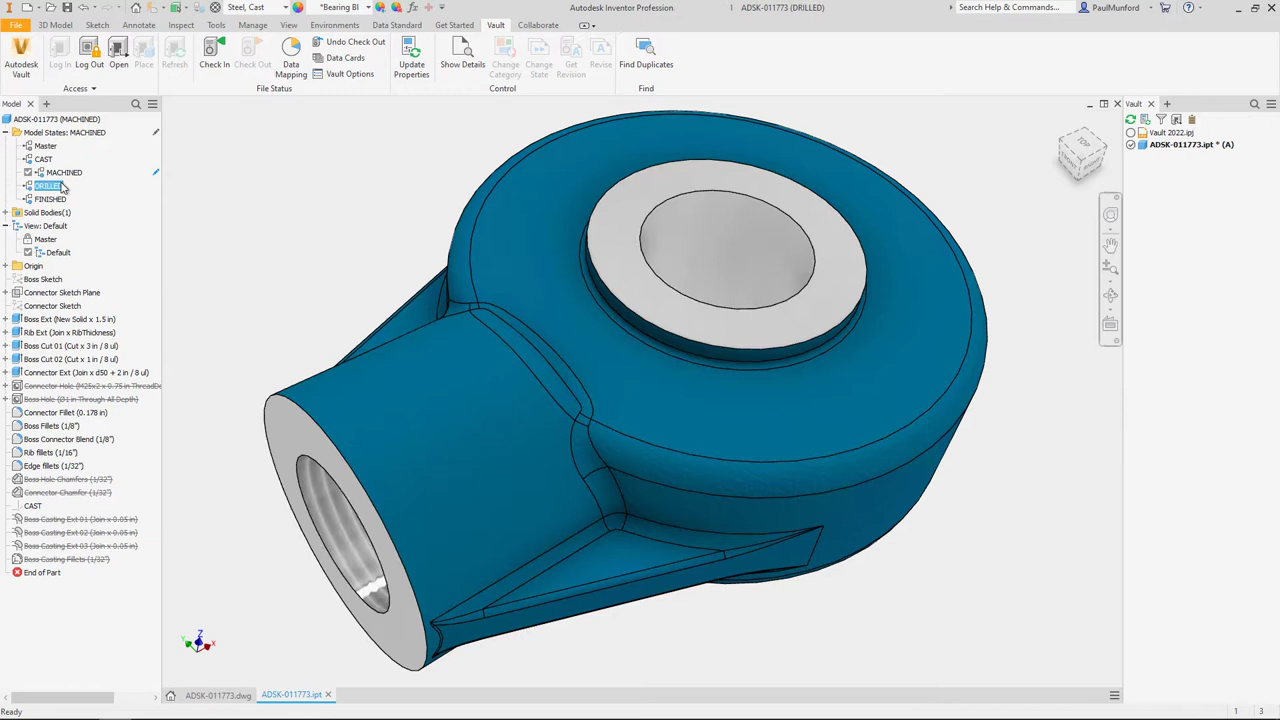 Steel, Cast
*Bearing Bl
Autodesk Inventor Professional
ADSK-011773 (DRILLED)
Search Help & Commands...
PaulMunford
File
3D Model
Sketch
Annotate
Inspect
Tools
Manage
View
Environments
Data Standard
Get Started
Vault
Collaborate
Autodesk
Vault
Log In
Log Out
Open
Place
Refresh
Check In
Check Out
Data
Mapping
Undo Check Out
Data Cards
Vault Options
Update
Properties
Show Details
Change
Category
Change
State
Get
Revision
Revise
Find Duplicates
Access
File Status
Control
Find
Model
ADSK-011773 (MACHINED)
Model States: MACHINED
Master
CAST
MACHINED
DRILLED
FINISHED
Solid Bodies(1)
View: Default
Master
Default
Origin
Boss Sketch
Connector Sketch Plane
Connector Sketch
Boss Ext (New Solid x 1.5 in)
Rib Ext (Join x RibThickness)
Boss Cut 01 (Cut x 3 in / 8 ul)
Boss Cut 02 (Cut x 1 in / 8 ul)
Connector Ext (Join x d50 + 2 in / 8 ul)
Connector Hole (M25x2 x 0.75 in ThreadDe
Boss Hole (Ø1 in Through All Depth)
Connector Fillet (0.178 in)
Boss Fillets (1/8")
Boss Connector Blend (1/8")
Rib fillets (1/16")
Edge fillets (1/32")
Boss Hole Chamfers (1/32")
Connector Chamfer (1/32")
CAST
Boss Casting Ext 01 (Join x 0.05 in)
Boss Casting Ext 02 (Join x 0.05 in)
Boss Casting Ext 03 (Join x 0.05 in)
Boss Casting Fillets (1/32")
End of Part
TOP
Z
Y
X
Vault
Vault 2022.ipj
ADSK-011773.ipt * (A)
ADSK-011773.dwg
ADSK-011773.ipt
Ready
1
3